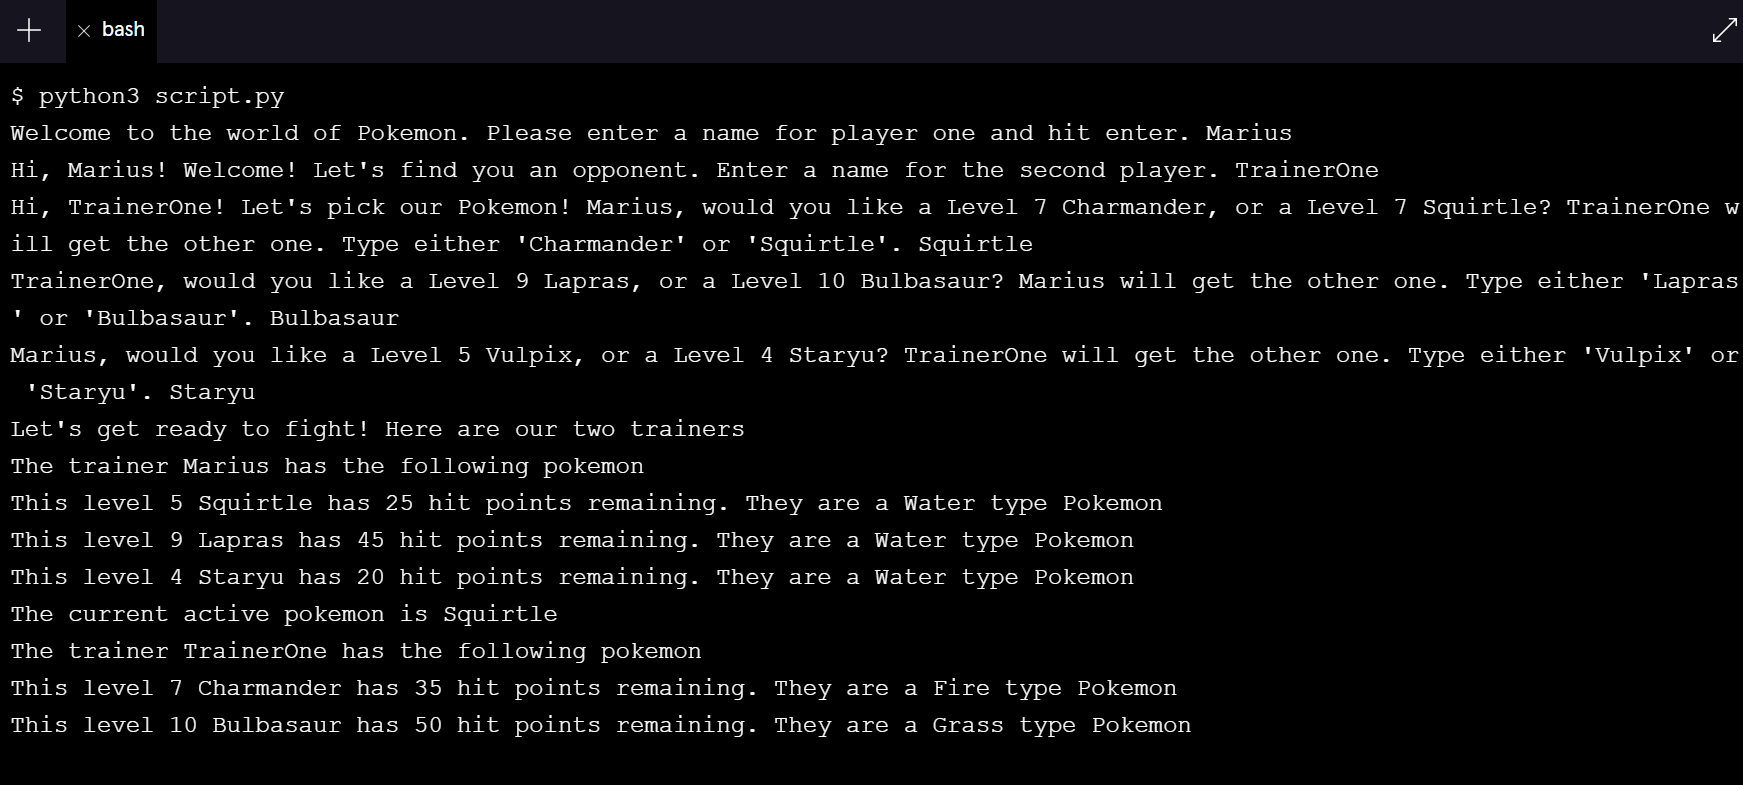 bash
$ python3 script.py
Welcome to the world of Pokemon. Please enter a name for player one and hit enter. Marius
Hi, Marius! Welcome! Let's find you an opponent. Enter a name for the second player. TrainerOne
Hi, TrainerOne! Let's pick our Pokemon! Marius, would you like a Level 7 Charmander, or a Level 7 Squirtle? TrainerOne w
ill get the other one. Type either 'Charmander' or 'Squirtle'. Squirtle
TrainerOne, would you like a Level 9 Lapras, or a Level 10 Bulbasaur? Marius will get the other one. Type either 'Lapras
' or 'Bulbasaur'. Bulbasaur
Marius, would you like a Level 5 Vulpix, or a Level 4 Staryu? TrainerOne will get the other one. Type either 'Vulpix' or
 'Staryu'. Staryu
Let's get ready to fight! Here are our two trainers
The trainer Marius has the following pokemon
This level 5 Squirtle has 25 hit points remaining. They are a Water type Pokemon
This level 9 Lapras has 45 hit points remaining. They are a Water type Pokemon
This level 4 Staryu has 20 hit points remaining. They are a Water type Pokemon
The current active pokemon is Squirtle
The trainer TrainerOne has the following pokemon
This level 7 Charmander has 35 hit points remaining. They are a Fire type Pokemon
This level 10 Bulbasaur has 50 hit points remaining. They are a Grass type Pokemon